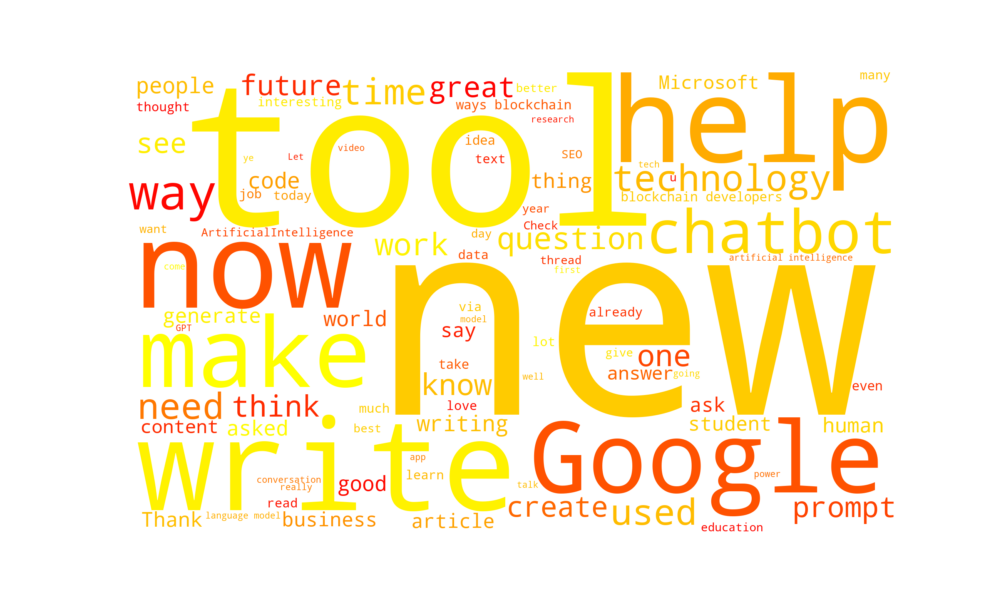 people future time great better Microsoft many
thought interesting ways blockchain
research
tool help
see idea SEO
ye Let video text tech
way code thing technology u
job today blockchain developers
year
want ArtificialIntelligence day Check
now work question chatbot
data thread artificial intelligence
come first
new
generate world via already
GPT say model
make lot give one
take know answer going
well even
need think much love ask
content asked best writing student human
write Google
app
conversation really good learn talk power
read
Thank language model business article create used prompt
education